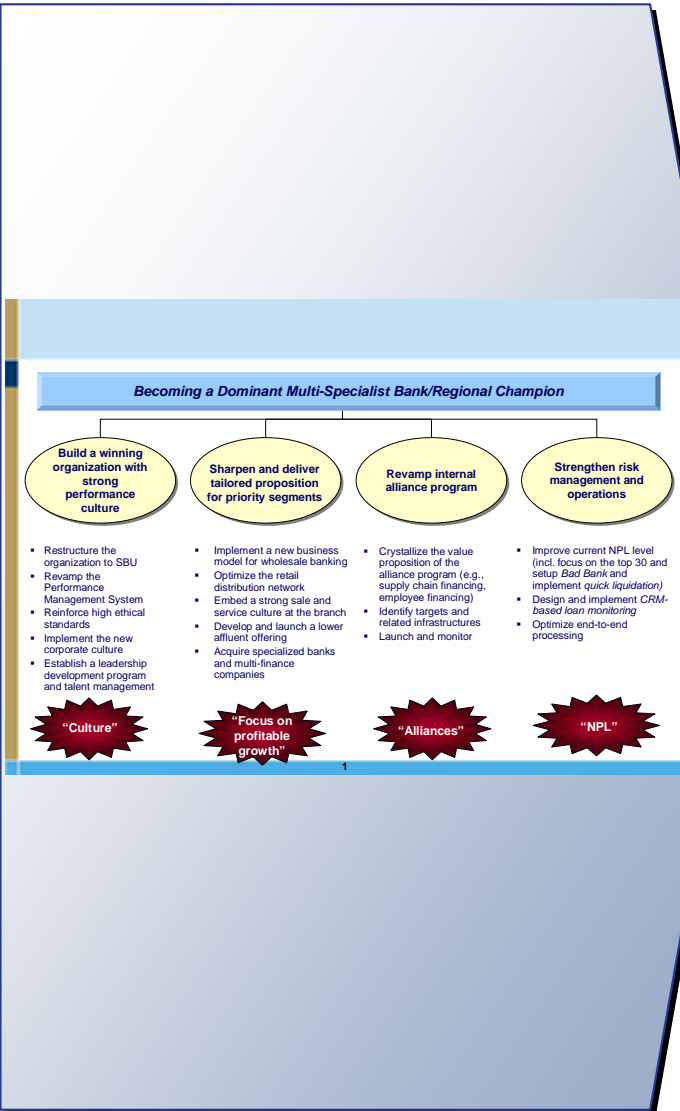 Becoming a Dominant Multi-Specialist Bank/Regional Champion
Build a winning
organization with
strong
performance
culture
Sharpen and deliver
tailored proposition
for priority segments
Revamp internal
alliance program
Strengthen risk
management and
operations
▪ Restructure the
organization to SBU
▪ Revamp the
Performance
Management System
▪ Reinforce high ethical
standards
▪ Implement the new
corporate culture
▪ Establish a leadership
development program
and talent management
▪ Implement a new business
model for wholesale banking
▪ Optimize the retail
distribution network
▪ Embed a strong sale and
service culture at the branch
▪ Develop and launch a lower
affluent offering
▪ Acquire specialized banks
and multi-finance
companies
▪ Crystallize the value
proposition of the
alliance program (e.g.,
supply chain financing,
employee financing)
▪ Identify targets and
related infrastructures
▪ Launch and monitor
▪ Improve current NPL level
(incl. focus on the top 30 and
setup Bad Bank and
implement quick liquidation)
▪ Design and implement CRM-
based loan monitoring
▪ Optimize end-to-end
processing
“Culture”
“Focus on
profitable
growth”
“Alliances”
“NPL”
1